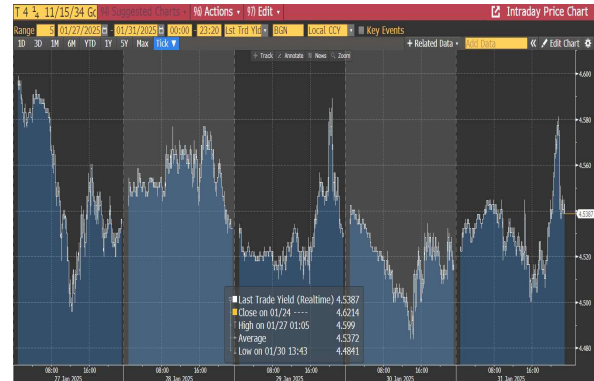 T 4 ¼ 11/15/34 Go 94) Suggested Charts 96) Actions 97) Edit Intraday Price Chart
Range 5 01/27/2025 - 01/31/2025 00:00 - 23:20 Lst Trd Yld BGN Local CCY Key Events
1D 3D 1M 6M YTD 1Y 5Y Max Tick ▼ + Related Data Add Data « Edit Chart
+ Track Annotate News Zoom
4.600
4.580
4.560
4.5387
4.520
4.500
4.480
Last Trade Yield (Realtime) 4.5387
Close on 01/24 ---- 4.6214
High on 01/27 01:05 4.599
Average 4.5372
Low on 01/30 13:43 4.4841
08:00 16:00 08:00 16:00 08:00 16:00 08:00 16:00 08:00 16:00
27 Jan 2025 28 Jan 2025 29 Jan 2025 30 Jan 2025 31 Jan 2025